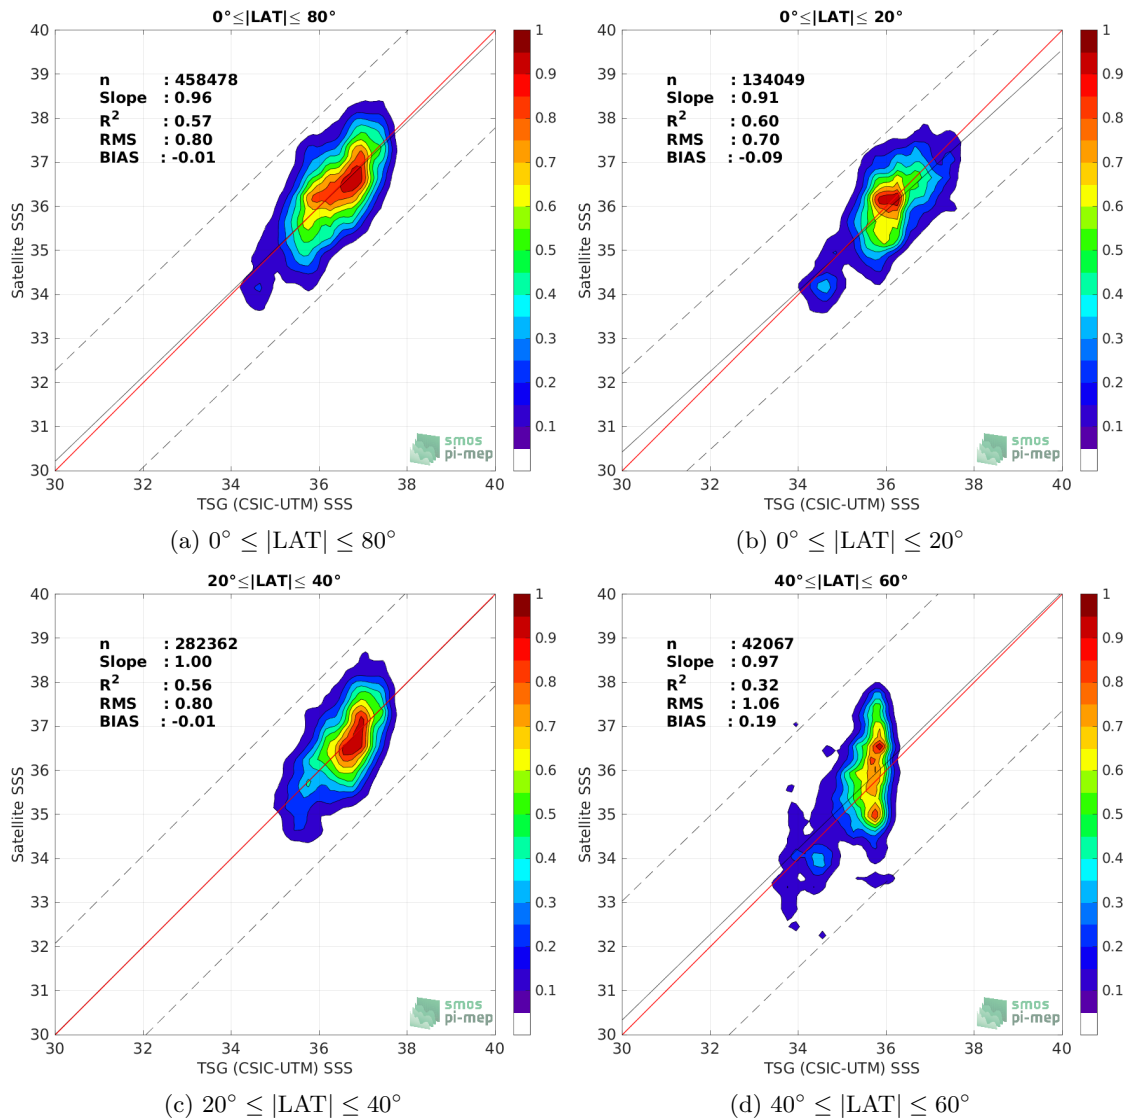 0°≤|LAT|≤ 80°
n : 458478
Slope : 0.96
R² : 0.57
RMS : 0.80
BIAS : -0.01
Satellite SSS
40
39
38
37
36
35
34
33
32
31
30
30 32 34 36 38 40
TSG (CSIC-UTM) SSS
1
0.9
0.8
0.7
0.6
0.5
0.4
0.3
0.2
0.1
smos
pi-mep
(a) 0° ≤ |LAT| ≤ 80°
0°≤|LAT|≤ 20°
n : 134049
Slope : 0.91
R² : 0.60
RMS : 0.70
BIAS : -0.09
Satellite SSS
40
39
38
37
36
35
34
33
32
31
30
30 32 34 36 38 40
TSG (CSIC-UTM) SSS
1
0.9
0.8
0.7
0.6
0.5
0.4
0.3
0.2
0.1
smos
pi-mep
(b) 0° ≤ |LAT| ≤ 20°
20°≤|LAT|≤ 40°
n : 282362
Slope : 1.00
R² : 0.56
RMS : 0.80
BIAS : -0.01
Satellite SSS
40
39
38
37
36
35
34
33
32
31
30
30 32 34 36 38 40
TSG (CSIC-UTM) SSS
1
0.9
0.8
0.7
0.6
0.5
0.4
0.3
0.2
0.1
smos
pi-mep
(c) 20° ≤ |LAT| ≤ 40°
40°≤|LAT|≤ 60°
n : 42067
Slope : 0.97
R² : 0.32
RMS : 1.06
BIAS : 0.19
Satellite SSS
40
39
38
37
36
35
34
33
32
31
30
30 32 34 36 38 40
TSG (CSIC-UTM) SSS
1
0.9
0.8
0.7
0.6
0.5
0.4
0.3
0.2
0.1
smos
pi-mep
(d) 40° ≤ |LAT| ≤ 60°